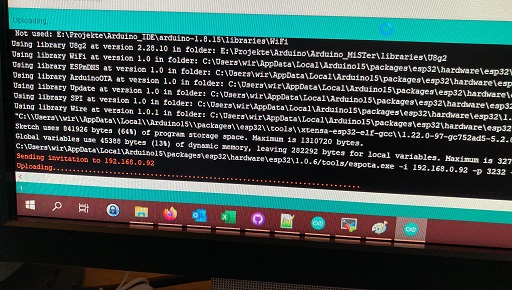 Uploading...
Not used: E:\Projekte\Arduino_IDE\arduino-1.8.15\libraries\WiFi
Using library U8g2 at version 2.28.10 in folder: E:\Projekte\Arduino\Arduino_MiSTer\libraries\U8g2
Using library WiFi at version 1.0 in folder: C:\Users\wir\AppData\Local\Arduino15\packages\esp32\hardware\esp32\
Using library ESPmDNS at version 1.0 in folder: C:\Users\wir\AppData\Local\Arduino15\packages\esp32\hardware\esp
Using library ArduinoOTA at version 1.0 in folder: C:\Users\wir\AppData\Local\Arduino15\packages\esp32\hardware\
Using library Update at version 1.0 in folder: C:\Users\wir\AppData\Local\Arduino15\packages\esp32\hardware\esp32
Using library SPI at version 1.0 in folder: C:\Users\wir\AppData\Local\Arduino15\packages\esp32\hardware\esp32\1.
Using library Wire at version 1.0.1 in folder: C:\Users\wir\AppData\Local\Arduino15\packages\esp32\hardware\esp32
"C:\\Users\\wir\\AppData\\Local\\Arduino15\\packages\\esp32\\tools\\xtensa-esp32-elf-gcc\\1.22.0-97-gc752ad5-5.2.
Sketch uses 841926 bytes (64%) of program storage space. Maximum is 1310720 bytes.
Global variables use 45388 bytes (13%) of dynamic memory, leaving 282292 bytes for local variables. Maximum is 327
C:\Users\wir\AppData\Local\Arduino15\packages\esp32\hardware\esp32\1.0.6/tools/espota.exe -i 192.168.0.92 -p 3232
Sending invitation to 192.168.0.92
Uploading................................................................